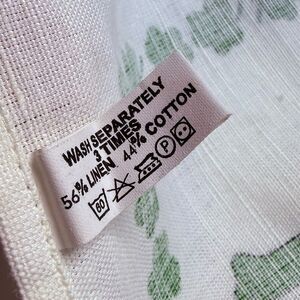 WASH SEPARATELY
3 TIMES
56% LINEN 44% COTTON
60 P